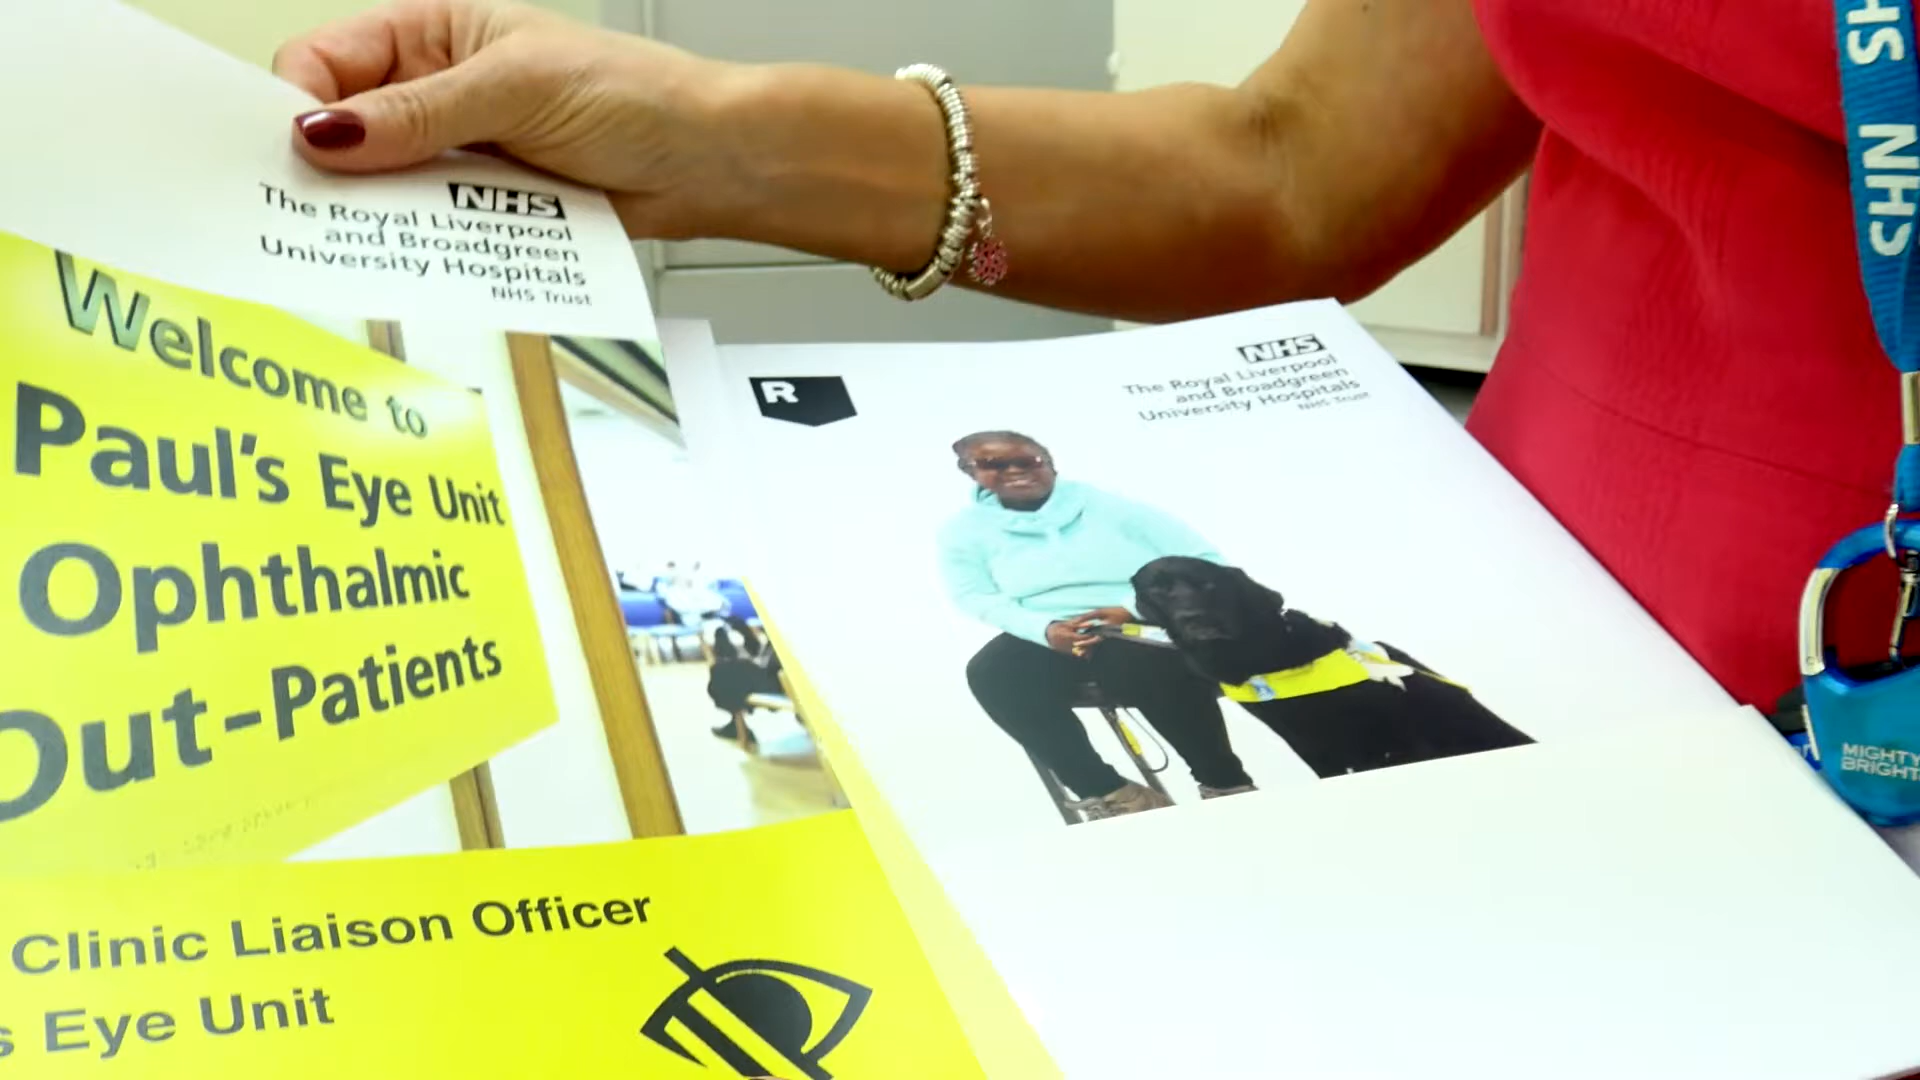 NHS
The Royal Liverpool
and Broadgreen
University Hospitals
NHS Trust
Welcome to
Paul's Eye Unit
Ophthalmic
Out-Patients
Clinic Liaison Officer
s Eye Unit
R
NHS
The Royal Liverpool
and Broadgreen
University Hospitals
NHS Trust
NHS
SHN
MIGHTY
BRIGHT